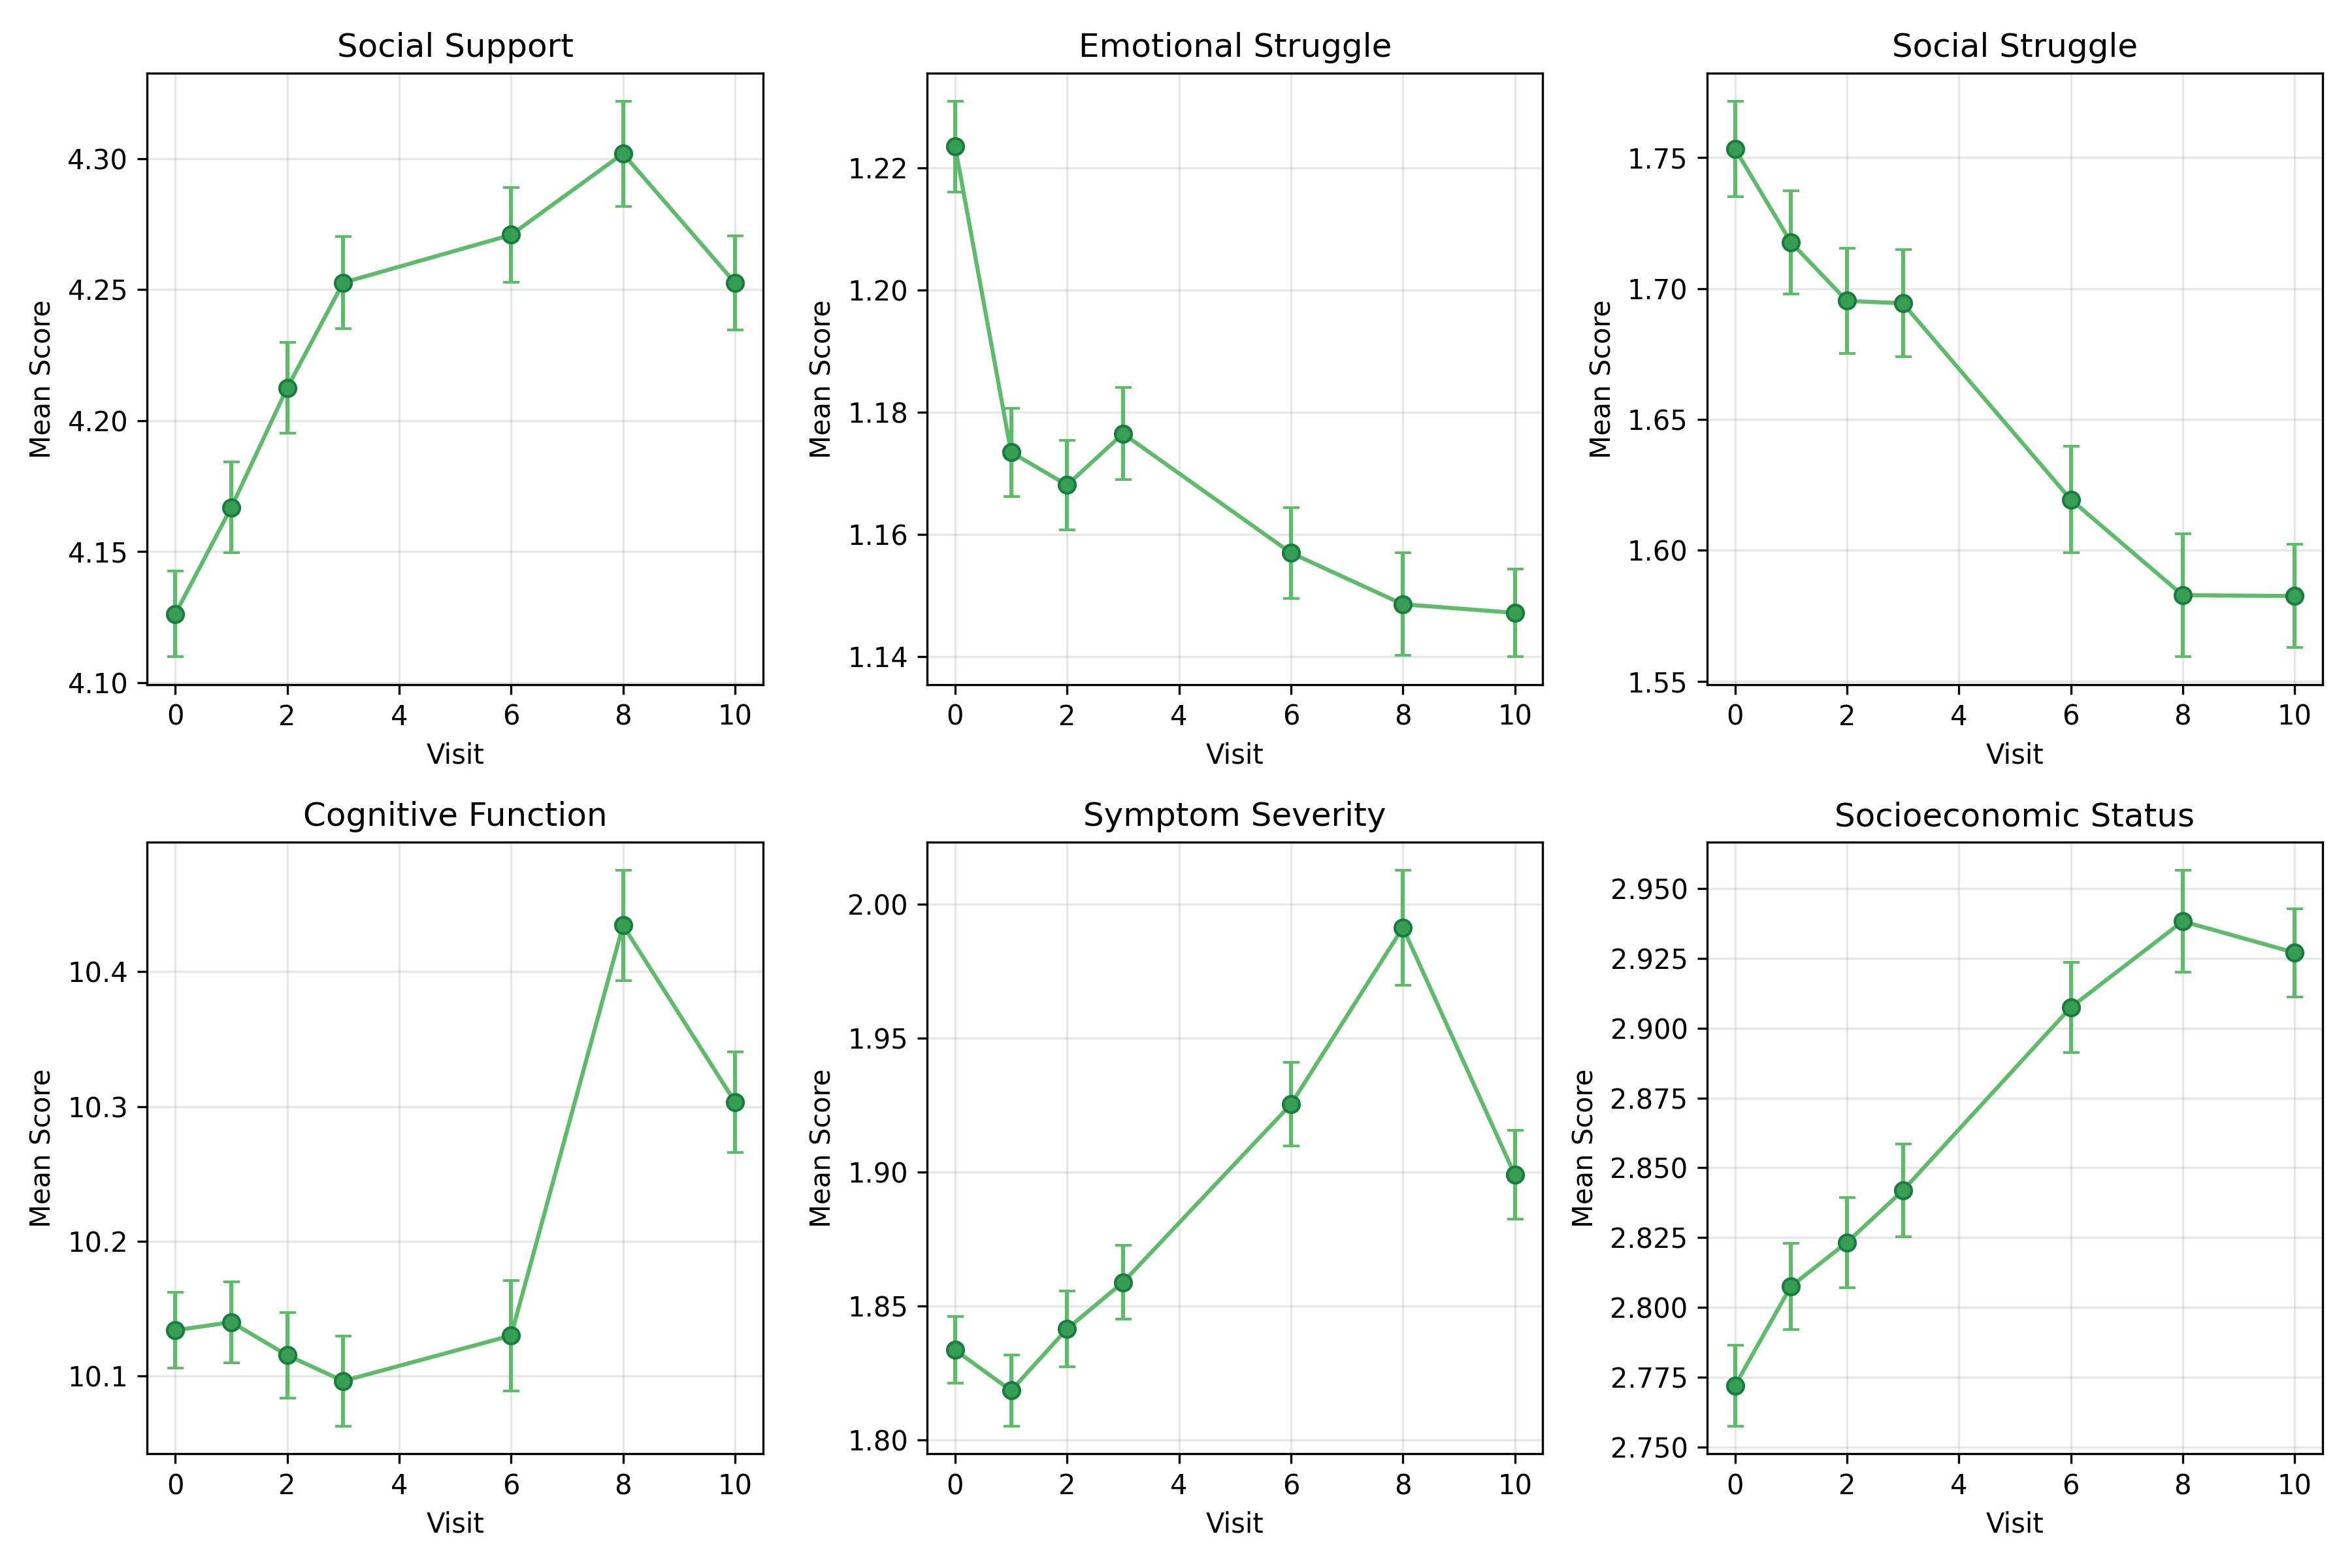 Social Support
Mean Score
4.30
4.25
4.20
4.15
4.10
0 2 4 6 8 10
Visit
Emotional Struggle
Mean Score
1.22
1.20
1.18
1.16
1.14
0 2 4 6 8 10
Visit
Social Struggle
Mean Score
1.75
1.70
1.65
1.60
1.55
0 2 4 6 8 10
Visit
Cognitive Function
Mean Score
10.4
10.3
10.2
10.1
0 2 4 6 8 10
Visit
Symptom Severity
Mean Score
2.00
1.95
1.90
1.85
1.80
0 2 4 6 8 10
Visit
Socioeconomic Status
Mean Score
2.950
2.925
2.900
2.875
2.850
2.825
2.800
2.775
2.750
0 2 4 6 8 10
Visit